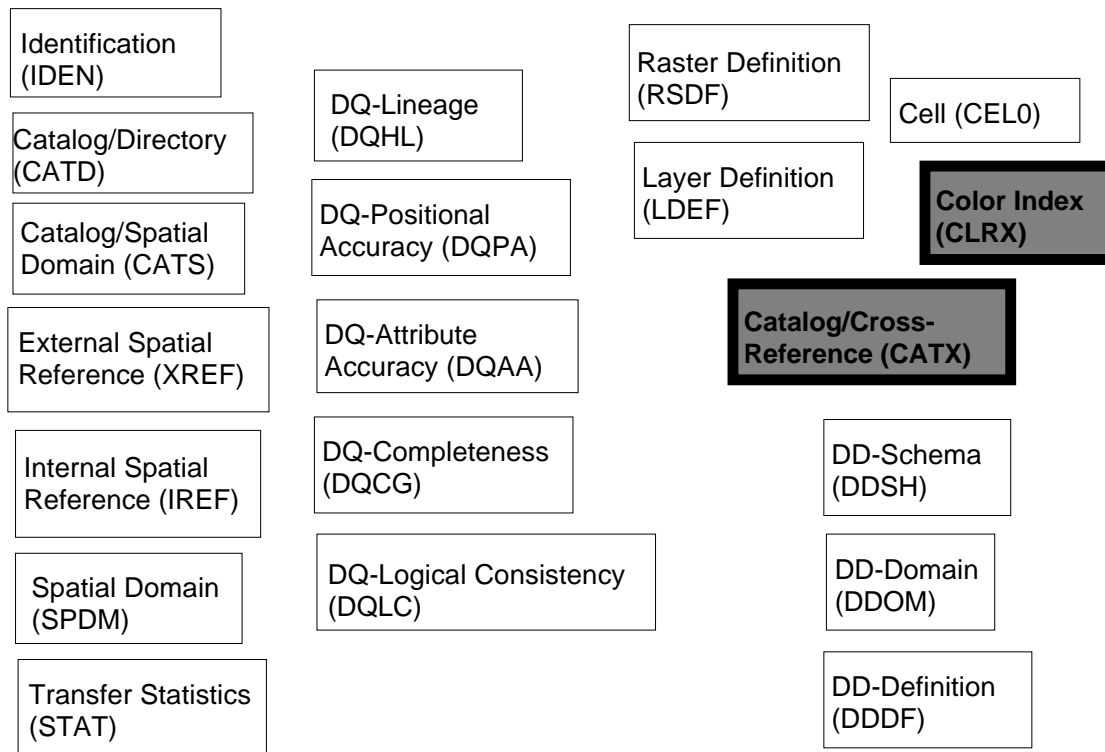 Identification
(IDEN)
Catalog/Directory
(CATD)
Catalog/Spatial
Domain (CATS)
External Spatial
Reference (XREF)
Internal Spatial
Reference (IREF)
Spatial Domain
(SPDM)
Transfer Statistics
(STAT)
DQ-Lineage
(DQHL)
DQ-Positional
Accuracy (DQPA)
DQ-Attribute
Accuracy (DQAA)
DQ-Completeness
(DQCG)
DQ-Logical Consistency
(DQLC)
Raster Definition
(RSDF)
Layer Definition
(LDEF)
Cell (CEL0)
Color Index
(CLRX)
Catalog/Cross-
Reference (CATX)
DD-Schema
(DDSH)
DD-Domain
(DDOM)
DD-Definition
(DDDF)